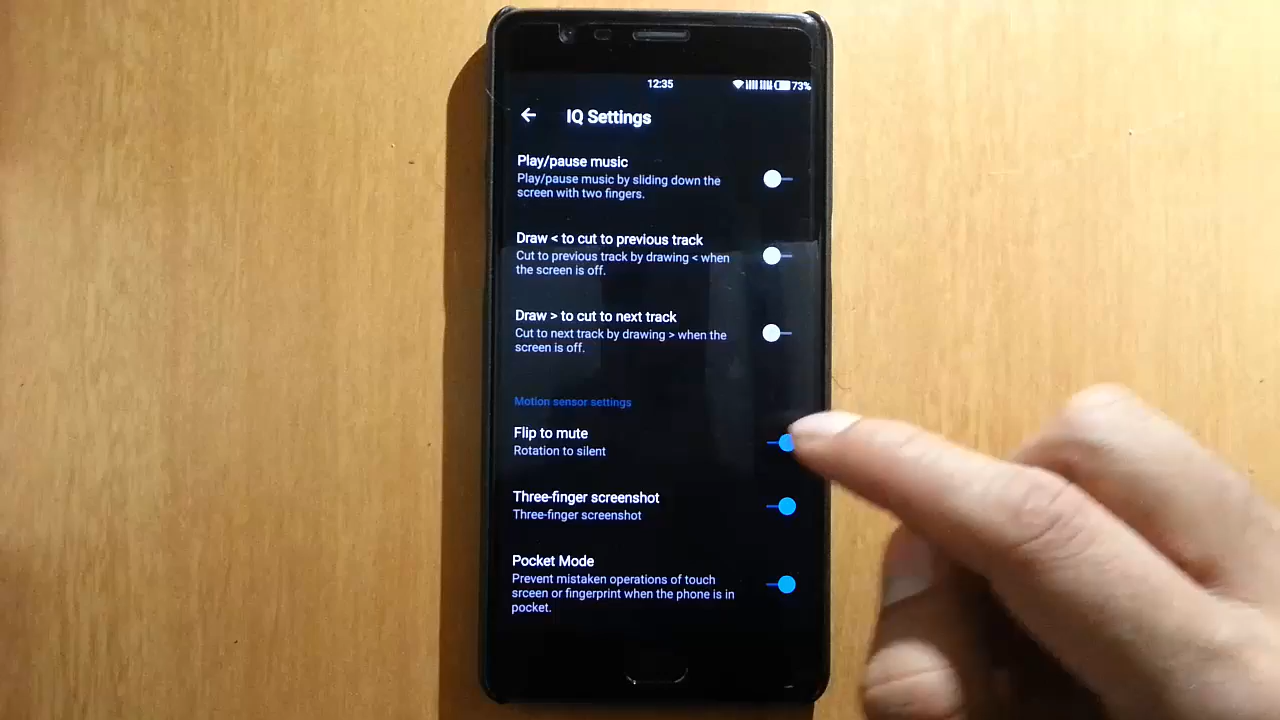 12:35
73%
IQ Settings
Play/pause music
Play/pause music by sliding down the
screen with two fingers.
Draw < to cut to previous track
Cut to previous track by drawing < when
the screen is off.
Draw > to cut to next track
Cut to next track by drawing > when the
screen is off.
Motion sensor settings
Flip to mute
Rotation to silent
Three-finger screenshot
Three-finger screenshot
Pocket Mode
Prevent mistaken operations of touch
srceen or fingerprint when the phone is in
pocket.